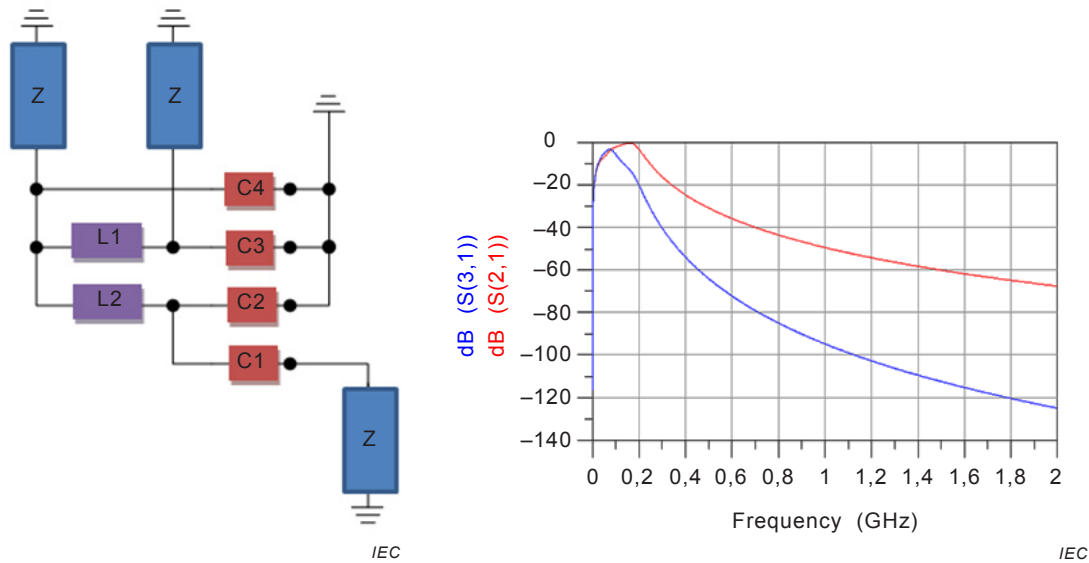 Z
Z
C4
L1
C3
L2
C2
C1
Z
IEC
dB (S(3,1))
dB (S(2,1))
0
–20
–40
–60
–80
–100
–120
–140
0 0,2 0,4 0,6 0,8 1 1,2 1,4 1,6 1,8 2
Frequency (GHz)
IEC